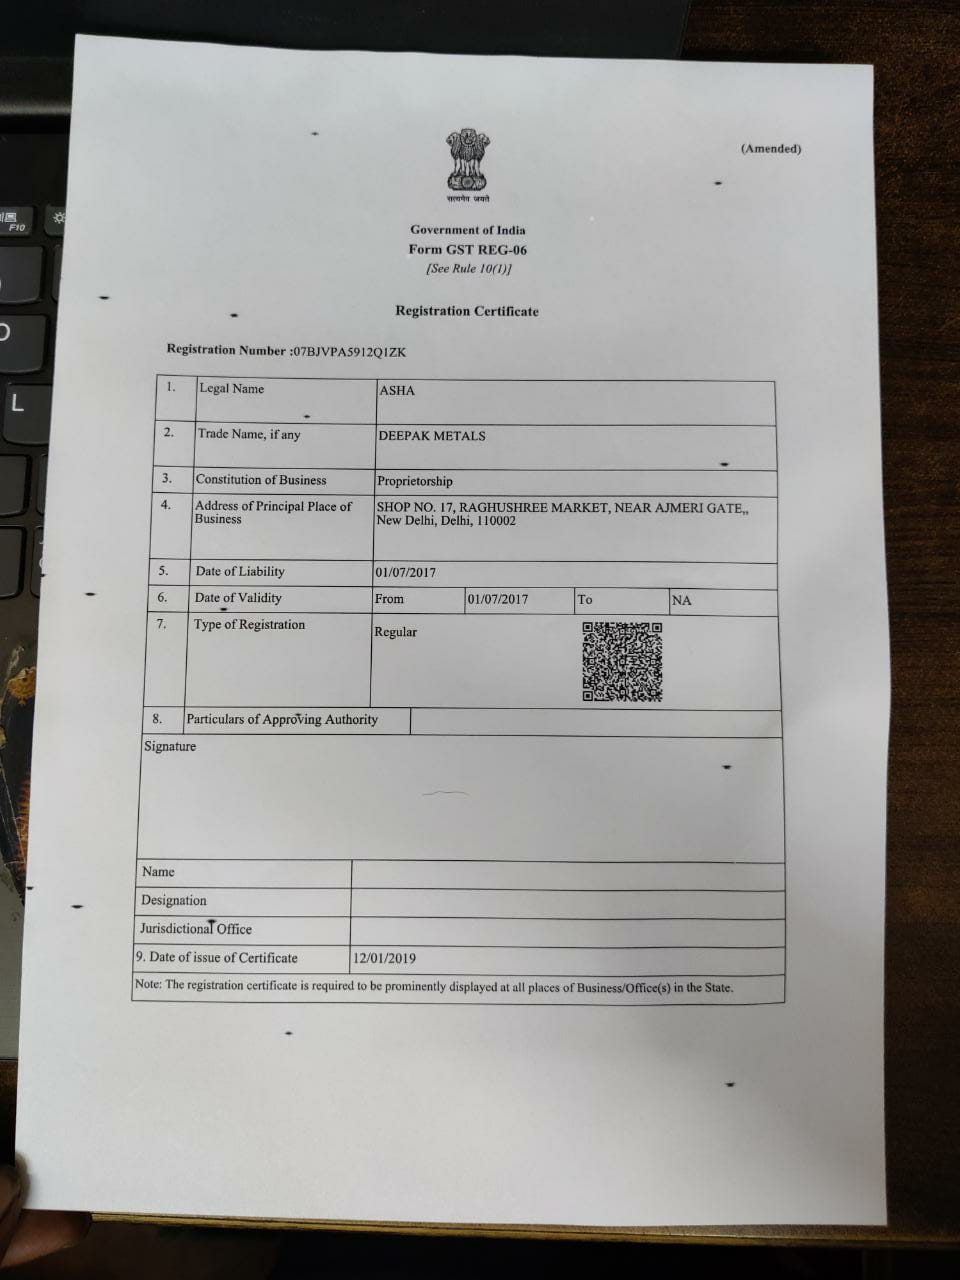 (Amended)
सत्यमेव जयते
Government of India
Form GST REG-06
[See Rule 10(1)]
Registration Certificate
Registration Number :07BJVPA5912Q1ZK
1. Legal Name ASHA
2. Trade Name, if any DEEPAK METALS
3. Constitution of Business Proprietorship
4. Address of Principal Place of SHOP NO. 17, RAGHUSHREE MARKET, NEAR AJMERI GATE,,
Business New Delhi, Delhi, 110002
5. Date of Liability 01/07/2017
6. Date of Validity From 01/07/2017 To NA
7. Type of Registration Regular
8. Particulars of Approving Authority
Signature
Name
Designation
Jurisdictional Office
9. Date of issue of Certificate 12/01/2019
Note: The registration certificate is required to be prominently displayed at all places of Business/Office(s) in the State.
F10
O
L